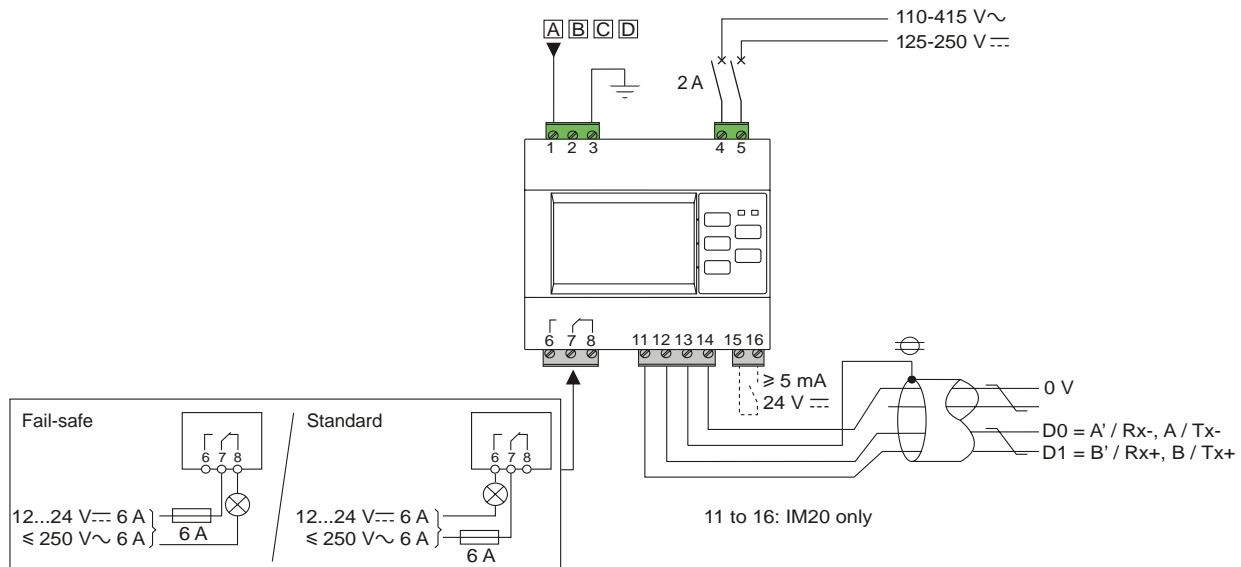 110-415 V∼
125-250 V⎓
A B C D
2 A
1 2 3
4 5
6 7 8
11 12 13 14
15 16
≥ 5 mA
24 V ⎓
0 V
D0 = A' / Rx-, A / Tx-
D1 = B' / Rx+, B / Tx+
11 to 16: IM20 only
Fail-safe
6 7 8
12...24 V⎓ 6 A
≤ 250 V∼ 6 A
6 A
Standard
6 7 8
12...24 V⎓ 6 A
≤ 250 V∼ 6 A
6 A